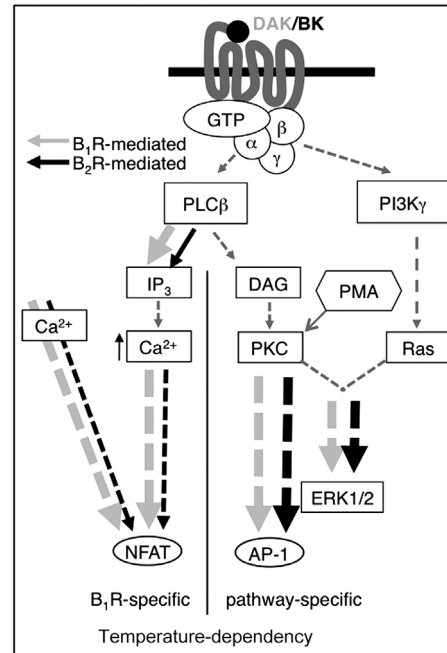 DAK/BK
GTP
α
β
γ
B₁R-mediated
B₂R-mediated
PLCβ
PI3Kγ
IP₃
DAG
PMA
Ca²⁺
Ca²⁺
PKC
Ras
ERK1/2
NFAT
AP-1
B₁R-specific
pathway-specific
Temperature-dependency